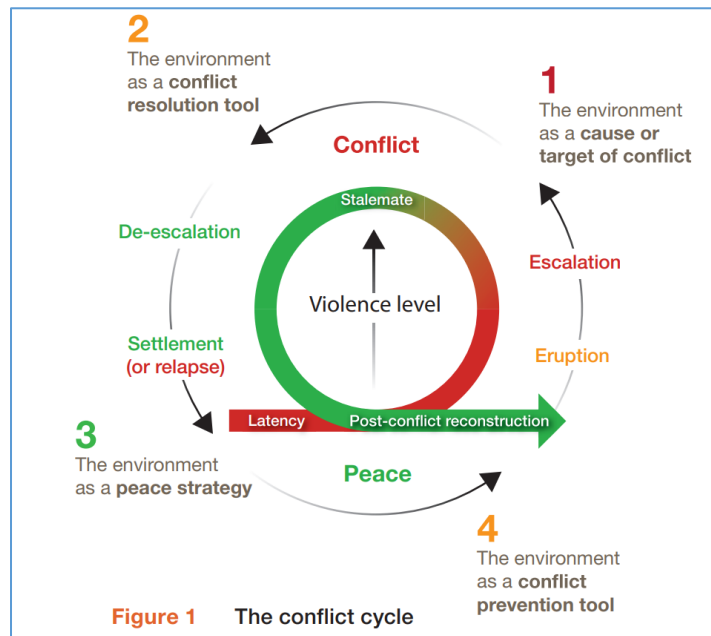 2
The environment
as a conflict
resolution tool
1
The environment
as a cause or
target of conflict
Conflict
Stalemate
De-escalation
Escalation
Violence level
Settlement
(or relapse)
Eruption
Latency
Post-conflict reconstruction
3
The environment
as a peace strategy
Peace
4
The environment
as a conflict
prevention tool
Figure 1 The conflict cycle